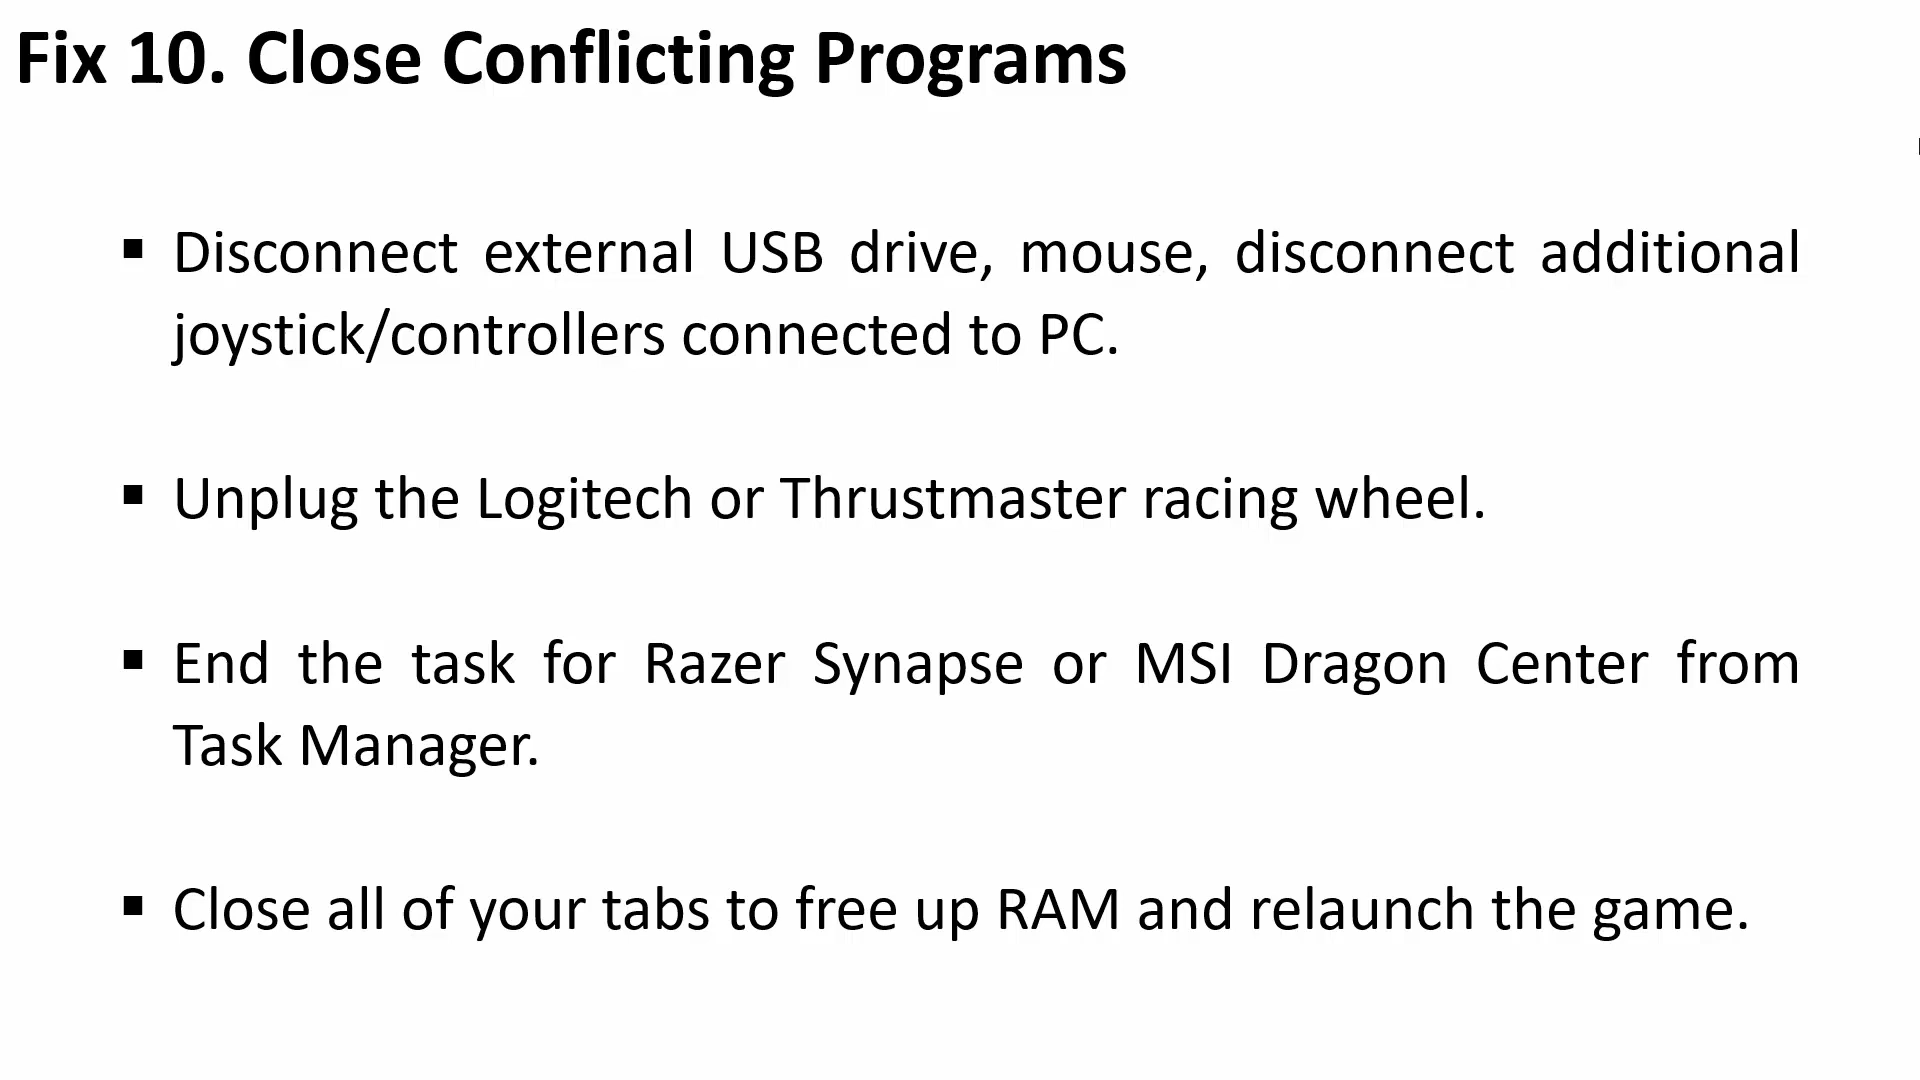 Fix 10. Close Conflicting Programs
▪ Disconnect external USB drive, mouse, disconnect additional
joystick/controllers connected to PC.
▪ Unplug the Logitech or Thrustmaster racing wheel.
▪ End the task for Razer Synapse or MSI Dragon Center from
Task Manager.
▪ Close all of your tabs to free up RAM and relaunch the game.